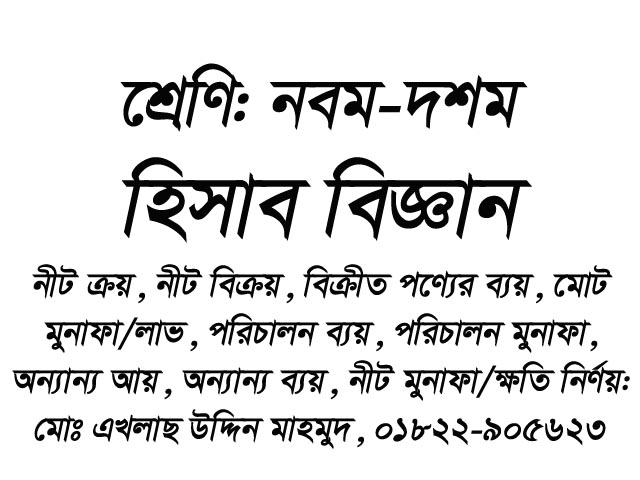 শ্রেণি: নবম-দশম
হিসাব বিজ্ঞান
নীট ক্রয়, নীট বিক্রয়, বিক্রীত পণ্যের ব্যয়, মোট
মুনাফা/লাভ, পরিচালন ব্যয়, পরিচালন মুনাফা,
অন্যান্য আয়, অন্যান্য ব্যয়, নীট মুনাফা/ক্ষতি নির্ণয়:
মোঃ এখলাছ উদ্দিন মাহমুদ, ০১৮২২-৯০৫৬২৩